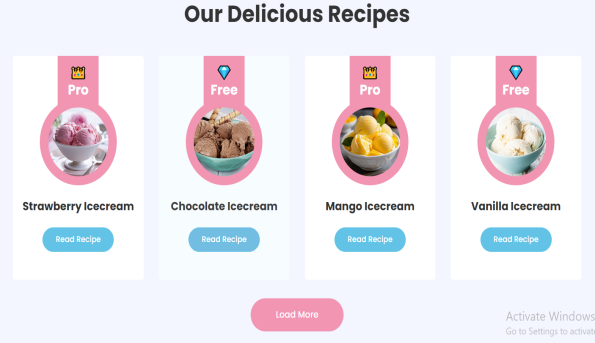 Our Delicious Recipes
Pro
Free
Pro
Free
Strawberry Icecream
Chocolate Icecream
Mango Icecream
Vanilla Icecream
Read Recipe
Read Recipe
Read Recipe
Read Recipe
Load More
Activate Windows
Go to Settings to activate